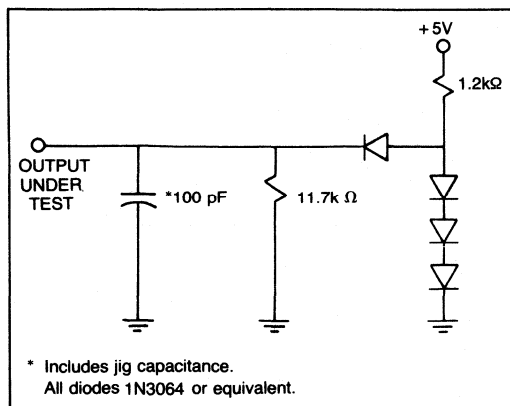 +5V
1.2kΩ
OUTPUT
UNDER
TEST
*100 pF
11.7k Ω
* Includes jig capacitance.
All diodes 1N3064 or equivalent.